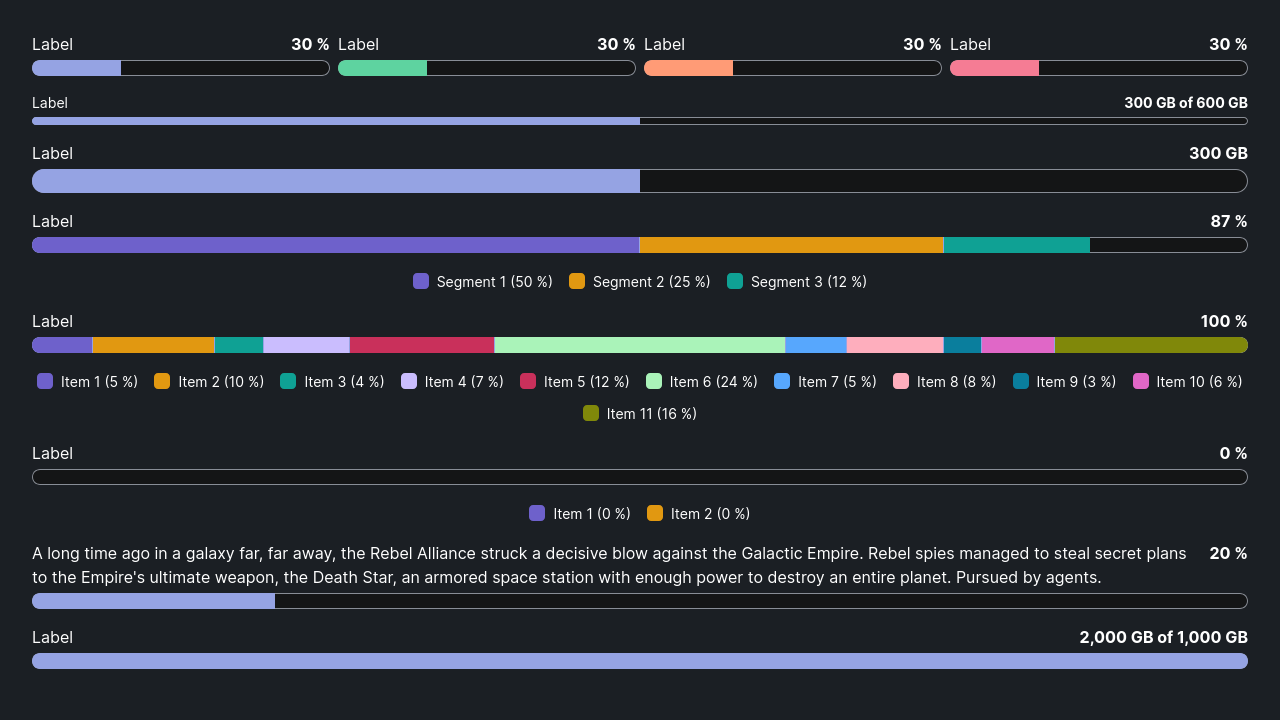 Label 30 % Label 30 % Label 30 % Label 30 %
Label 300 GB of 600 GB
Label 300 GB
Label 87 %
Segment 1 (50 %) Segment 2 (25 %) Segment 3 (12 %)
Label 100 %
Item 1 (5 %) Item 2 (10 %) Item 3 (4 %) Item 4 (7 %) Item 5 (12 %) Item 6 (24 %) Item 7 (5 %) Item 8 (8 %) Item 9 (3 %) Item 10 (6 %)
Item 11 (16 %)
Label 0 %
Item 1 (0 %) Item 2 (0 %)
A long time ago in a galaxy far, far away, the Rebel Alliance struck a decisive blow against the Galactic Empire. Rebel spies managed to steal secret plans 20 %
to the Empire's ultimate weapon, the Death Star, an armored space station with enough power to destroy an entire planet. Pursued by agents.
Label 2,000 GB of 1,000 GB